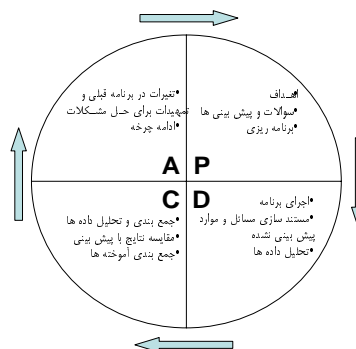 •اهداف
•سوالات و پیش بینی ها
•برنامه ریزی
•تغیرات در برنامه قبلی و
تمهیدات برای حل مشکلات
•ادامه چرخه
A P
C D
•اجرای برنامه
•مستند سازی مسائل و موارد
پیش بینی نشده
•تحلیل داده ها
•جمع بندی و تحلیل داده ها
•مقایسه نتایج با پیش بینی
•جمع بندی آموخته ها